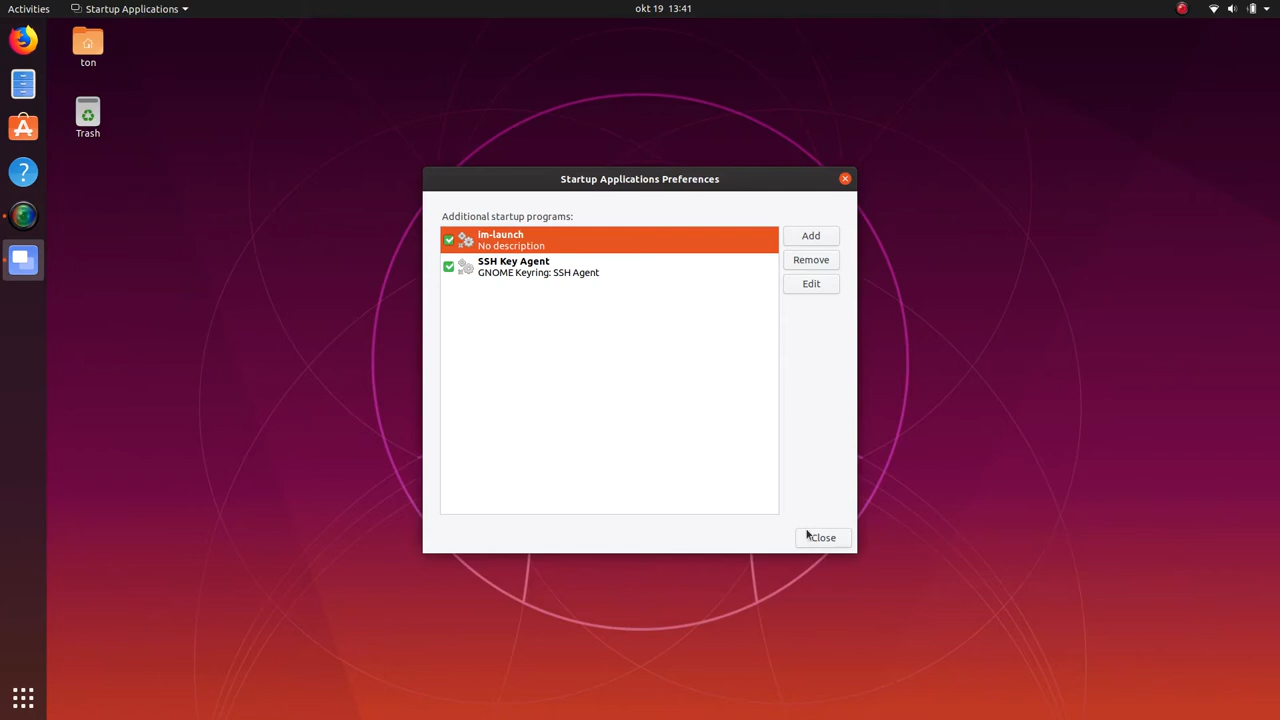 Activities
Startup Applications
okt 19 13:41
ton
Trash
Startup Applications Preferences
Additional startup programs:
im-launch
No description
SSH Key Agent
GNOME Keyring: SSH Agent
Add
Remove
Edit
Close